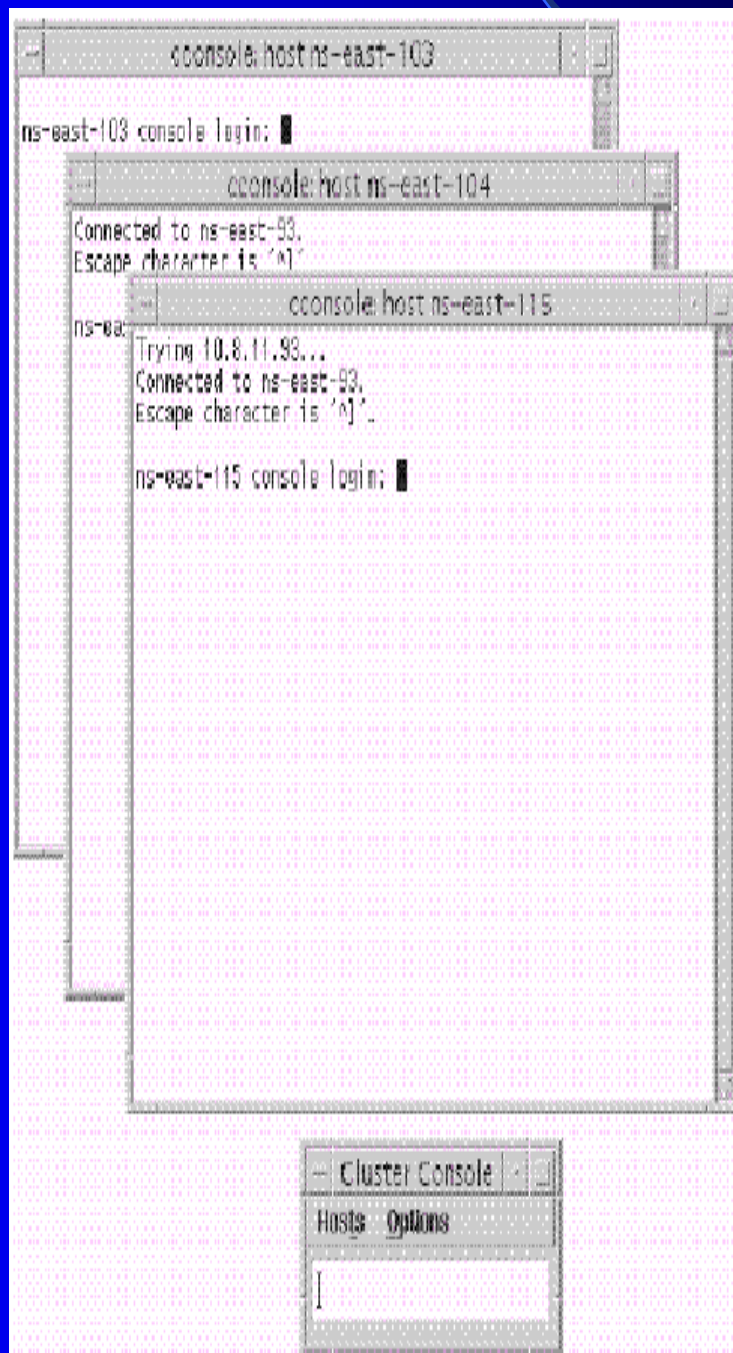 cconsole: host ns-east-103
ns-east-103 console login:
cconsole: host ns-east-104
Connected to ns-east-93.
Escape character is '^]'
ns-ea
cconsole: host ns-east-115
Trying 10.8.11.93...
Connected to ns-east-93.
Escape character is '^]'.
ns-east-115 console login:
Cluster Console
Hosts Options